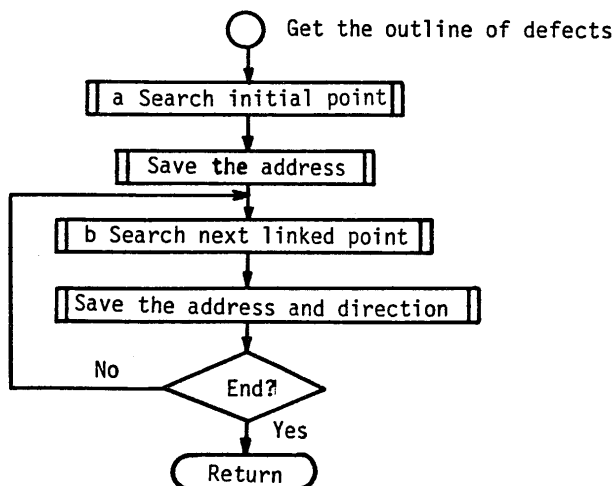 Get the outline of defects
a Search initial point
Save the address
b Search next linked point
Save the address and direction
No
End?
Yes
Return